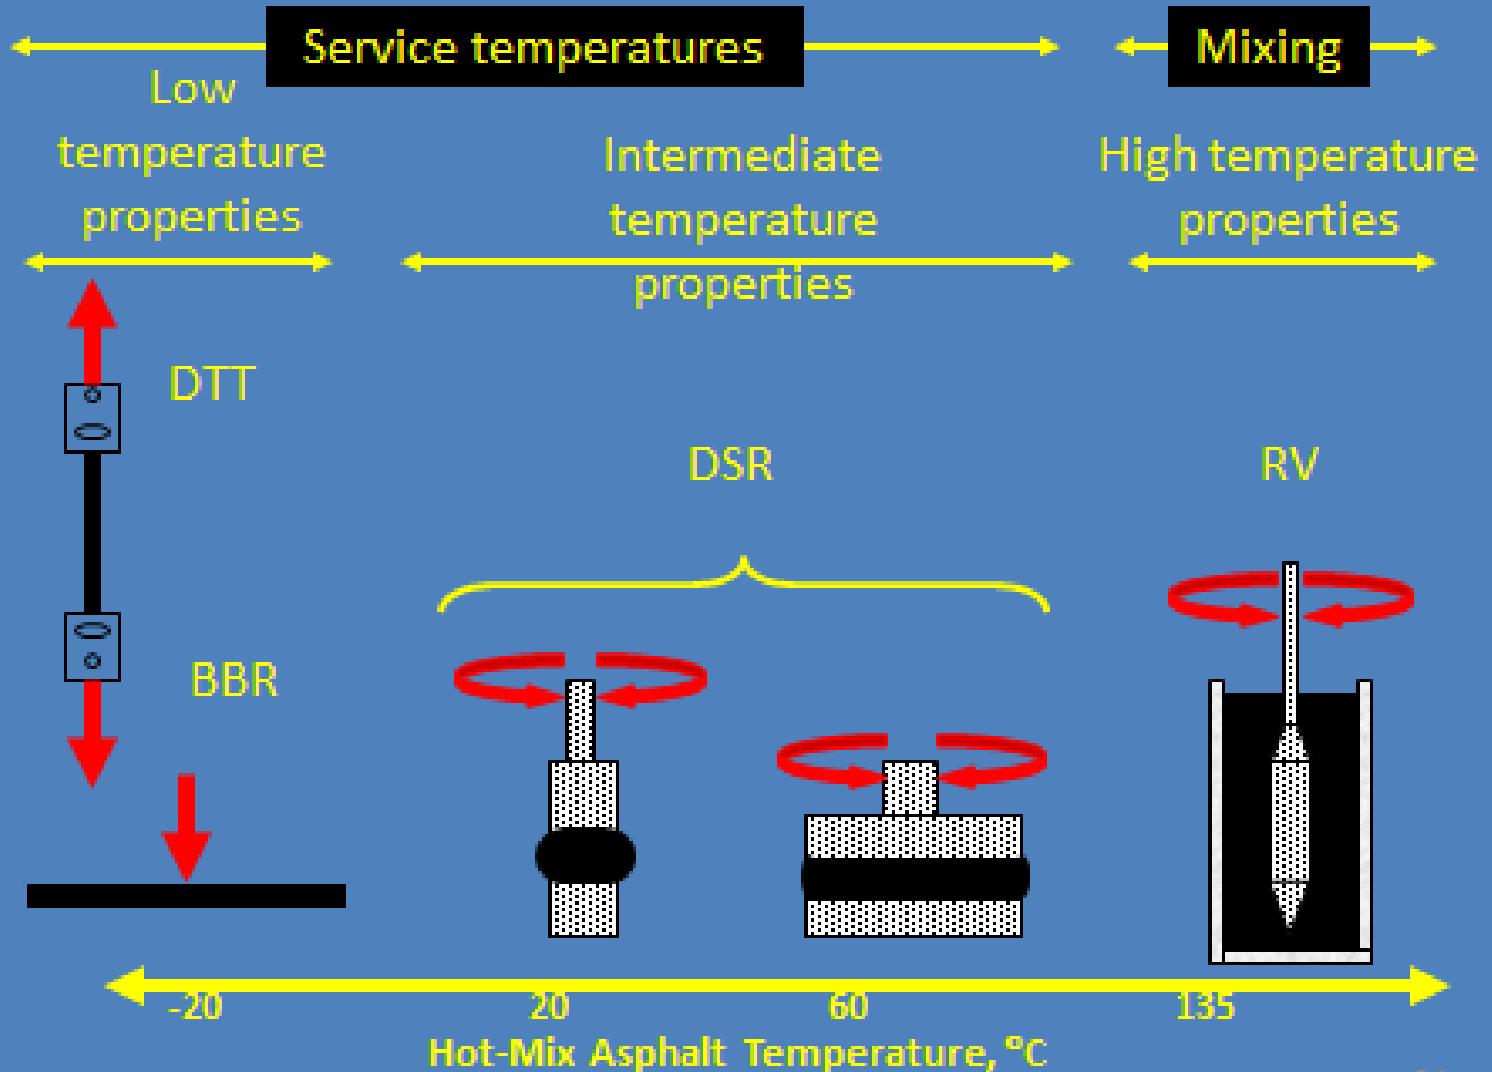 Service temperatures
Mixing
Low
temperature
properties
Intermediate
temperature
properties
High temperature
properties
DTT
DSR
RV
BBR
-20
20
60
135
Hot-Mix Asphalt Temperature, °C